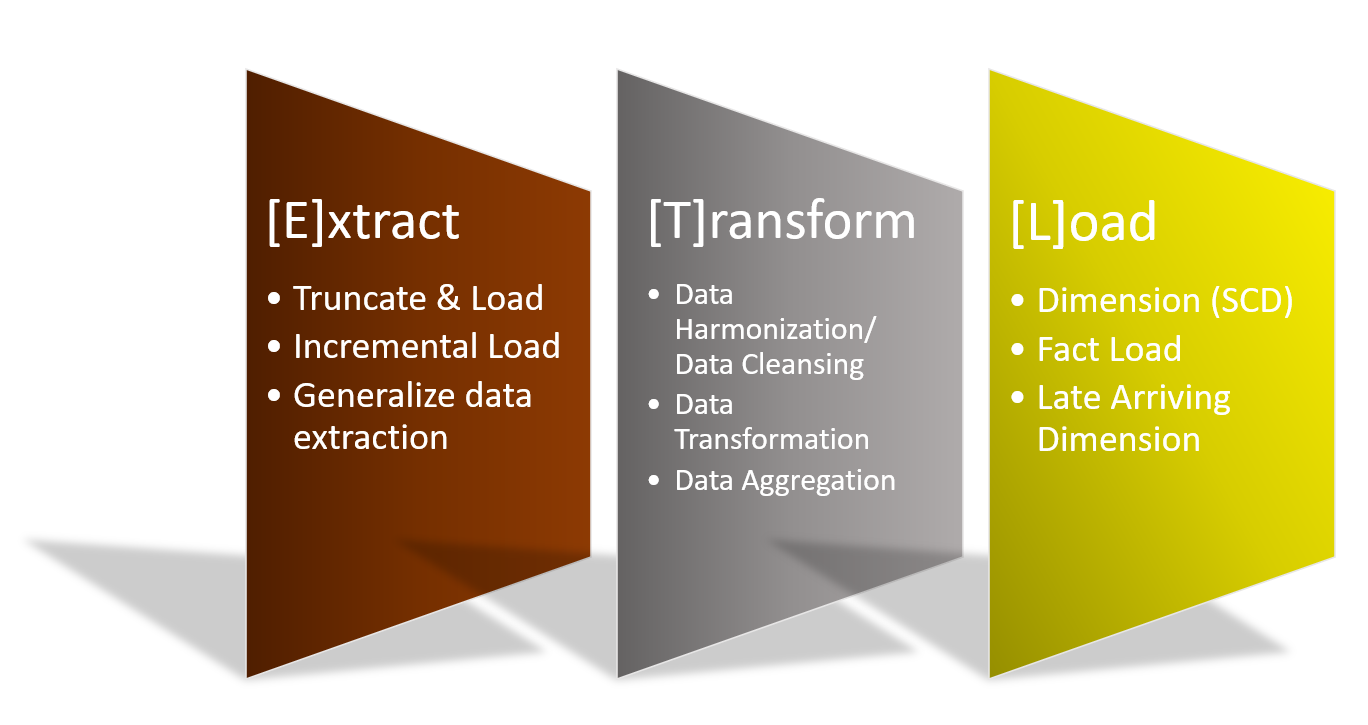 [E]xtract
• Truncate & Load
• Incremental Load
• Generalize data
extraction
[T]ransform
• Data
Harmonization/
Data Cleansing
• Data
Transformation
• Data Aggregation
[L]oad
• Dimension (SCD)
• Fact Load
• Late Arriving
Dimension